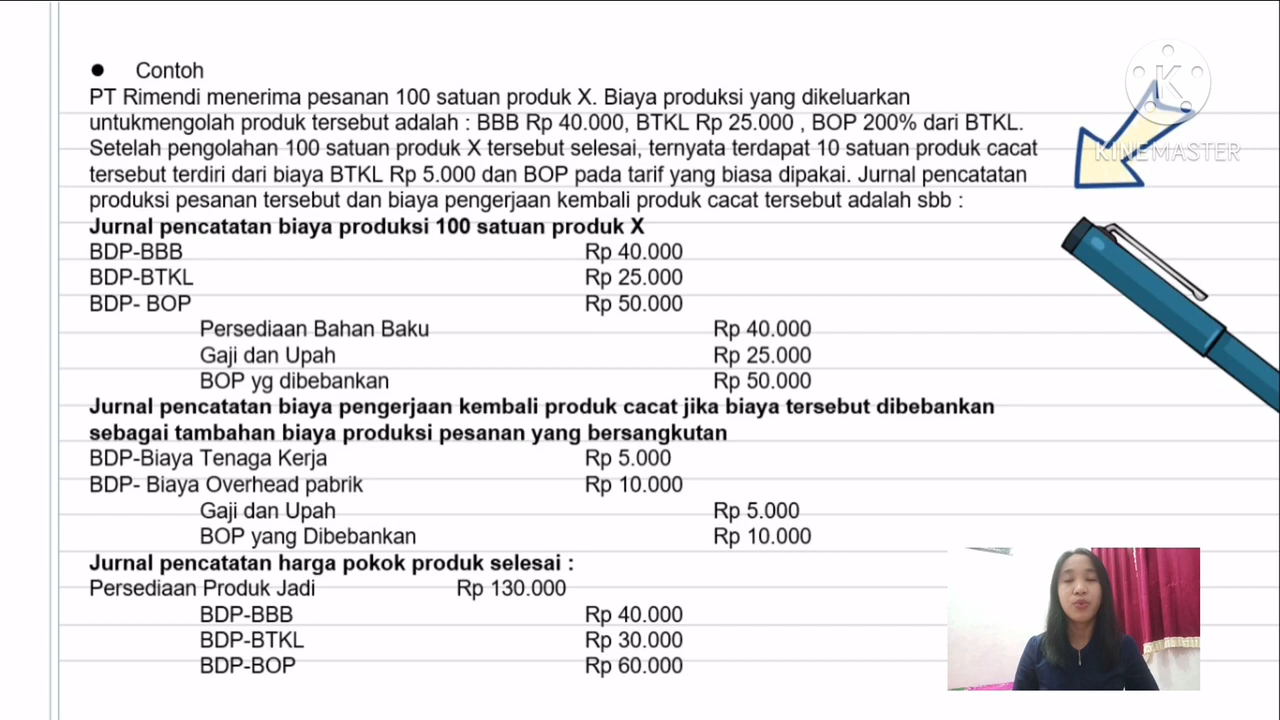 ● Contoh
PT Rimendi menerima pesanan 100 satuan produk X. Biaya produksi yang dikeluarkan
untukmengolah produk tersebut adalah : BBB Rp 40.000, BTKL Rp 25.000 , BOP 200% dari BTKL.
Setelah pengolahan 100 satuan produk X tersebut selesai, ternyata terdapat 10 satuan produk cacat
tersebut terdiri dari biaya BTKL Rp 5.000 dan BOP pada tarif yang biasa dipakai. Jurnal pencatatan
produksi pesanan tersebut dan biaya pengerjaan kembali produk cacat tersebut adalah sbb :
Jurnal pencatatan biaya produksi 100 satuan produk X
BDP-BBB Rp 40.000
BDP-BTKL Rp 25.000
BDP- BOP Rp 50.000
Persediaan Bahan Baku Rp 40.000
Gaji dan Upah Rp 25.000
BOP yg dibebankan Rp 50.000
Jurnal pencatatan biaya pengerjaan kembali produk cacat jika biaya tersebut dibebankan
sebagai tambahan biaya produksi pesanan yang bersangkutan
BDP-Biaya Tenaga Kerja Rp 5.000
BDP- Biaya Overhead pabrik Rp 10.000
Gaji dan Upah Rp 5.000
BOP yang Dibebankan Rp 10.000
Jurnal pencatatan harga pokok produk selesai :
Persediaan Produk Jadi Rp 130.000
BDP-BBB Rp 40.000
BDP-BTKL Rp 30.000
BDP-BOP Rp 60.000
K
KINEMASTER